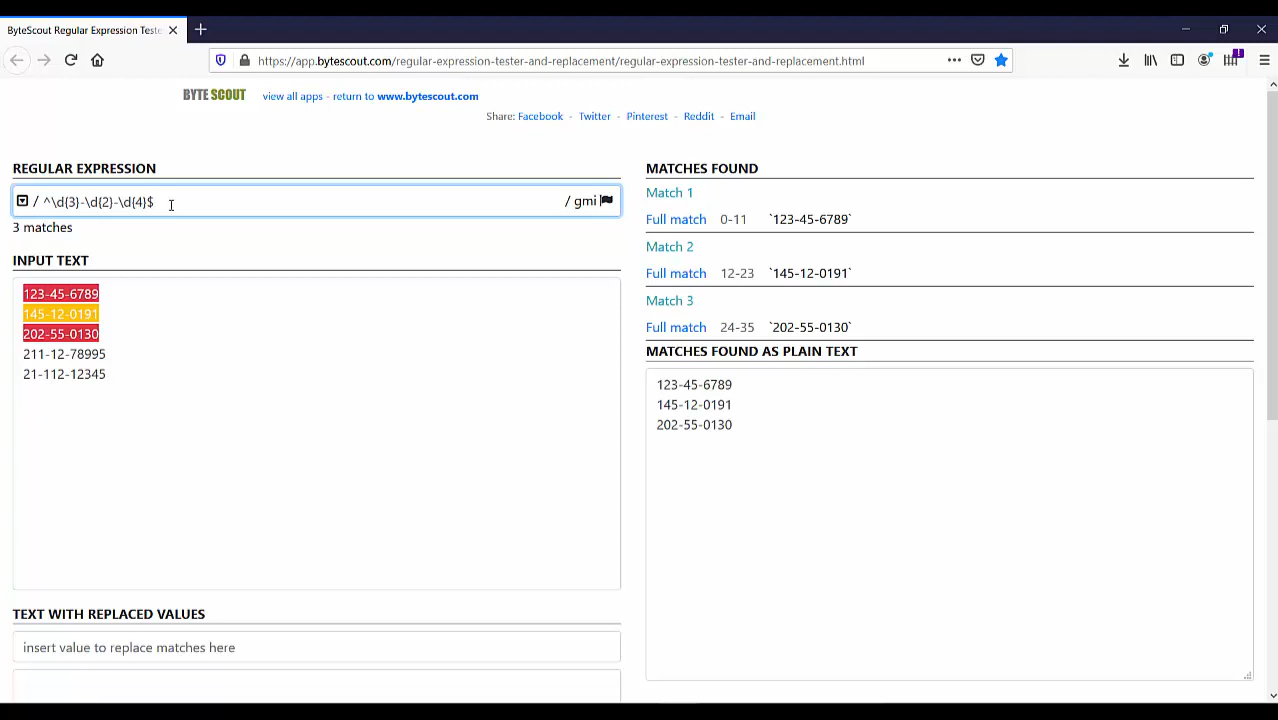 ByteScout Regular Expression Teste
https://app.bytescout.com/regular-expression-tester-and-replacement/regular-expression-tester-and-replacement.html
1
BYTE SCOUT view all apps - return to www.bytescout.com
Share: Facebook - Twitter - Pinterest - Reddit - Email
REGULAR EXPRESSION
/ ^\d{3}-\d{2}-\d{4}$ / gmi
3 matches
INPUT TEXT
123-45-6789
145-12-0191
202-55-0130
211-12-78995
21-112-12345
TEXT WITH REPLACED VALUES
insert value to replace matches here
MATCHES FOUND
Match 1
Full match 0-11 `123-45-6789`
Match 2
Full match 12-23 `145-12-0191`
Match 3
Full match 24-35 `202-55-0130`
MATCHES FOUND AS PLAIN TEXT
123-45-6789
145-12-0191
202-55-0130